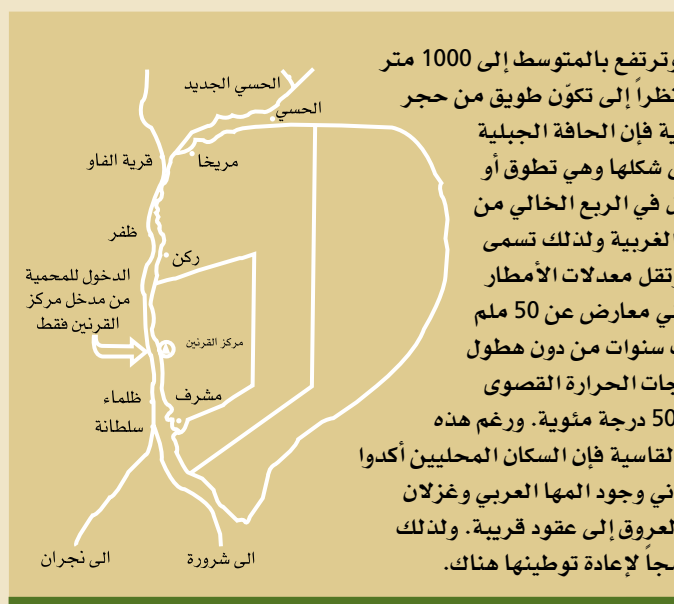 وترتفع بالمتوسط إلى 1000 متر
نظراً إلى تكوّن طويق من حجر
ية فإن الحافة الجبلية
شكلها وهي تطوق أو
في الربع الخالي من
الغربية ولذلك تسمى
وتقل معدلات الأمطار
ي معارض عن 50 ملم
سنوات من دون هطول
جات الحرارة القصوى
50 درجة مئوية. ورغم هذه
لقاسية فإن السكان المحليين أكدوا
ني وجود المها العربي وغزلان
لعروق إلى عقود قريبة. ولذلك
جاً لإعادة توطينها هناك.
الحسي الجديد
الحسي
مريخا
قرية الفاو
ظفر
ركن
الدخول للمحمية
من مدخل مركز
القرنين فقط
مركز القرنين
مشرف
ظلماء
سلطانة
الى شرورة
الى نجران